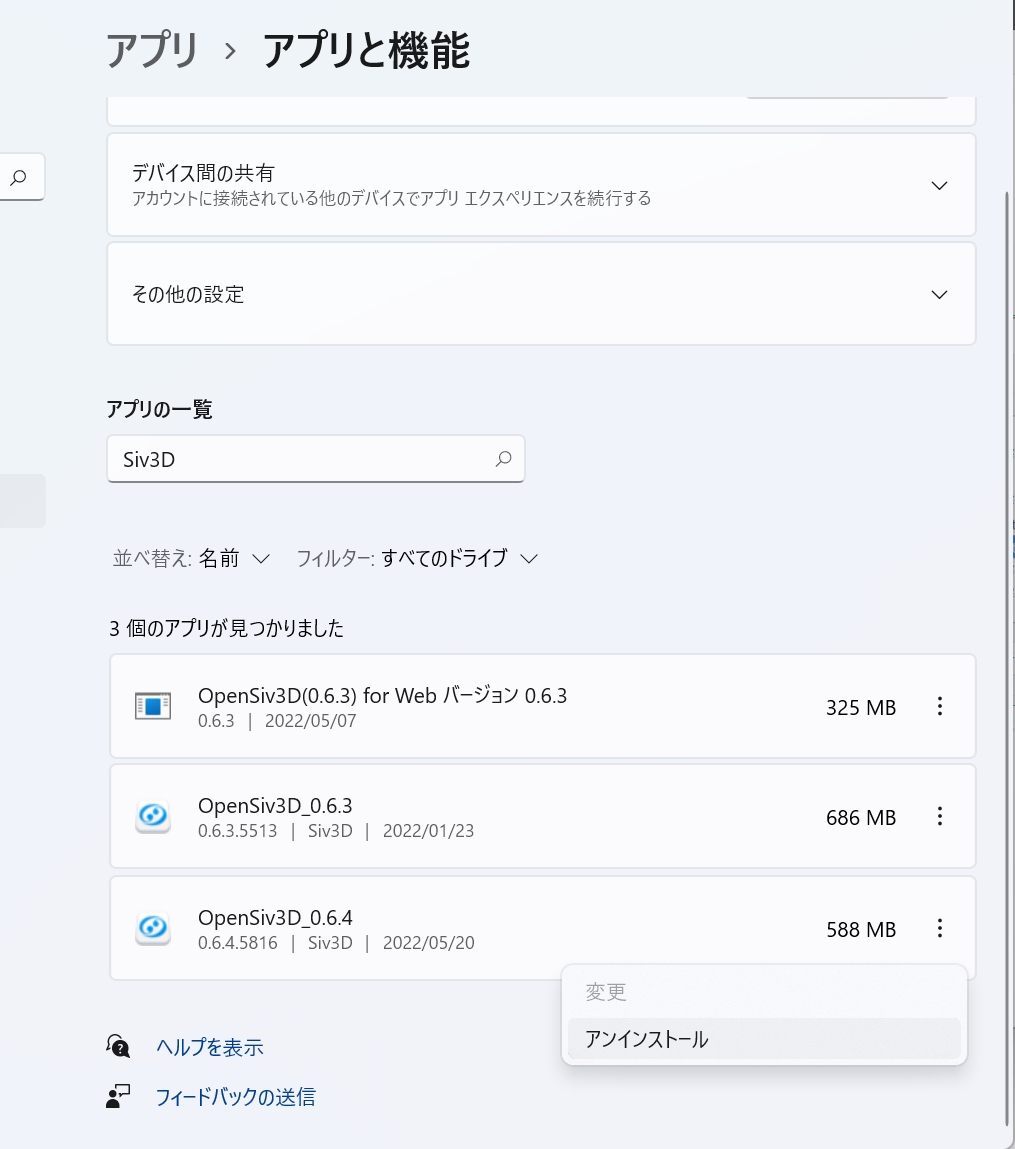 アプリ › アプリと機能
デバイス間の共有
アカウントに接続されている他のデバイスでアプリ エクスペリエンスを続行する
その他の設定
アプリの一覧
Siv3D
並べ替え: 名前 フィルター: すべてのドライブ
3 個のアプリが見つかりました
OpenSiv3D(0.6.3) for Web バージョン 0.6.3
0.6.3 | 2022/05/07
325 MB
OpenSiv3D_0.6.3
0.6.3.5513 | Siv3D | 2022/01/23
686 MB
OpenSiv3D_0.6.4
0.6.4.5816 | Siv3D | 2022/05/20
588 MB
変更
アンインストール
ヘルプを表示
フィードバックの送信